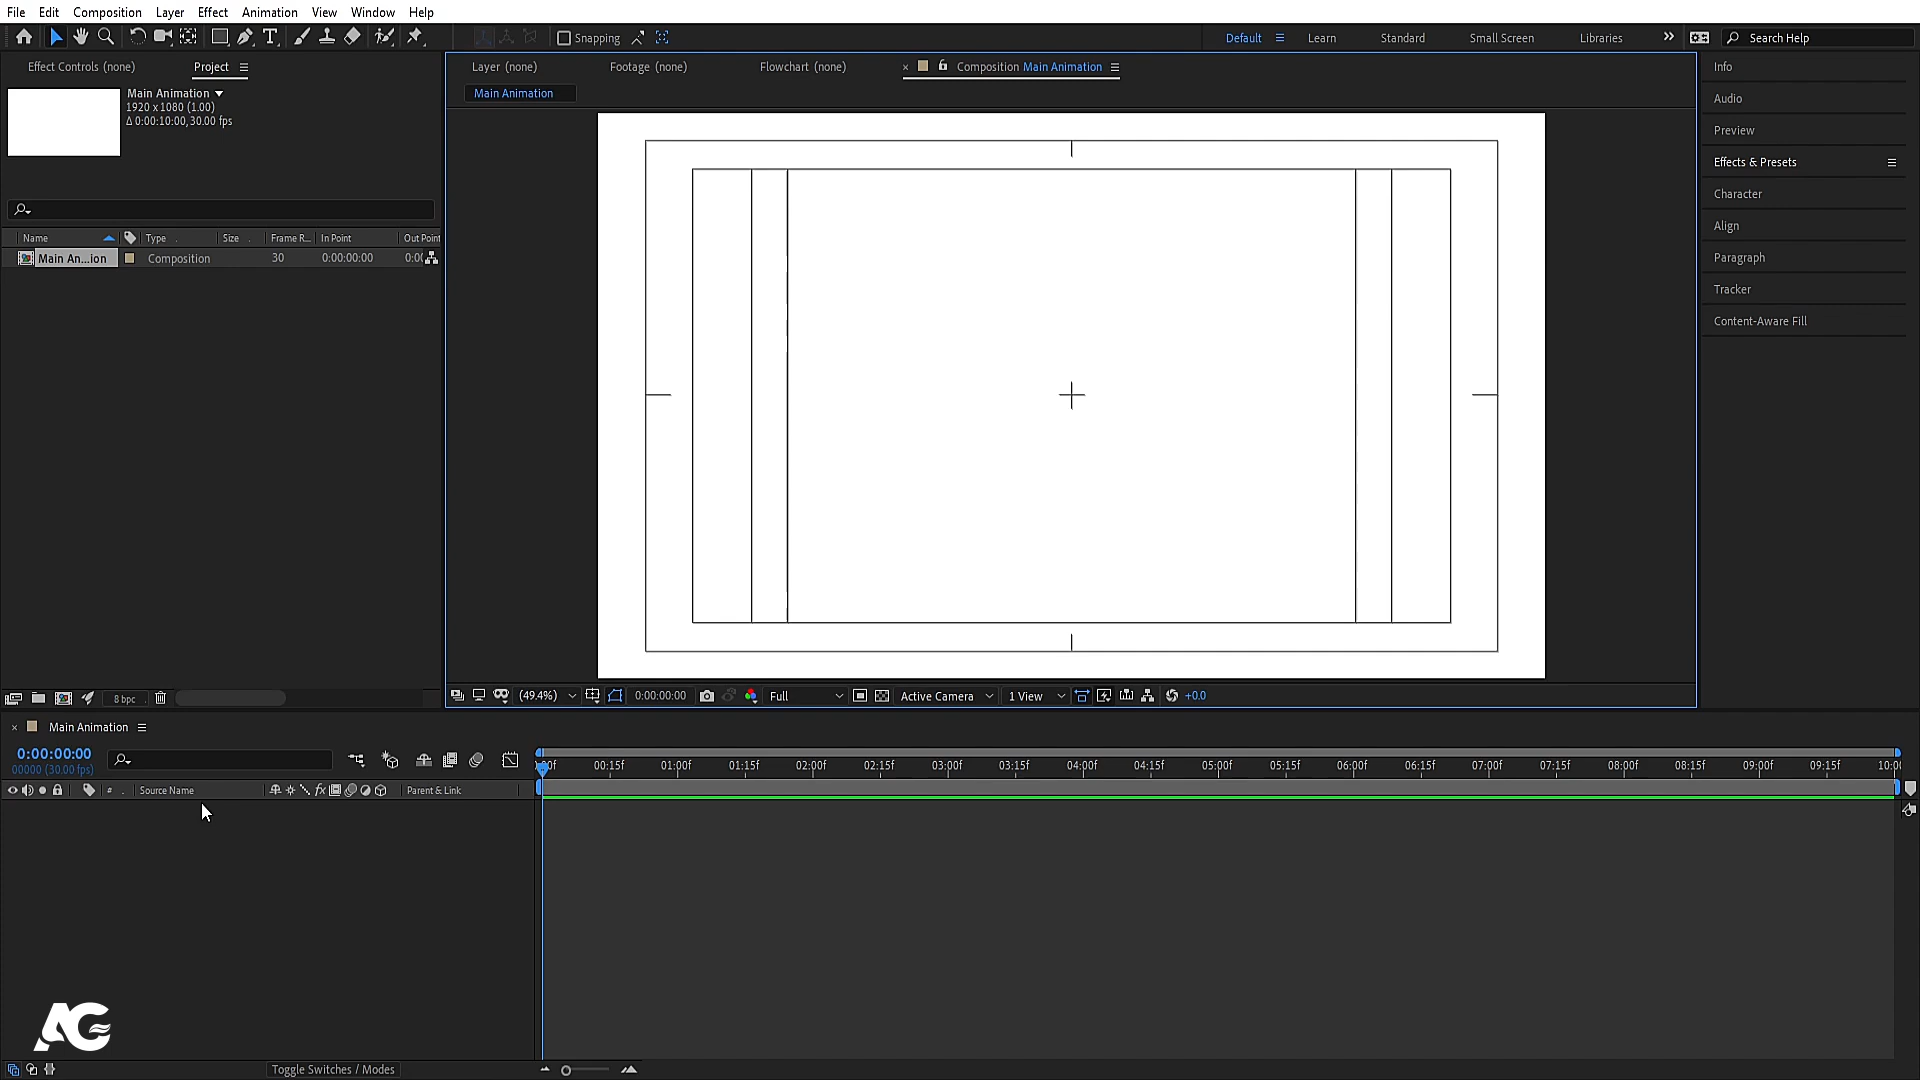 File Edit Composition Layer Effect Animation View Window Help
Snapping Default Learn Standard Small Screen Libraries Search Help
Effect Controls (none) Project Layer (none) Footage (none) Flowchart (none) Composition Main Animation Info
Main Animation
1920 x 1080 (1.00)
Δ 0:00:10:00, 30.00 fps
Main Animation
Audio
Preview
Effects & Presets
Character
Align
Paragraph
Tracker
Content-Aware Fill
Name Type Size Frame R... In Point Out Point
Main An...ion Composition 30 0:00:00:00 0:0
8 bpc
(49.4%) 0:00:00:00 Full Active Camera 1 View +0.0
Main Animation
0:00:00:00
00000 (30.00 fps)
00f 00:15f 01:00f 01:15f 02:00f 02:15f 03:00f 03:15f 04:00f 04:15f 05:00f 05:15f 06:00f 06:15f 07:00f 07:15f 08:00f 08:15f 09:00f 09:15f 10:0
# Source Name fx Parent & Link
AG
Toggle Switches / Modes